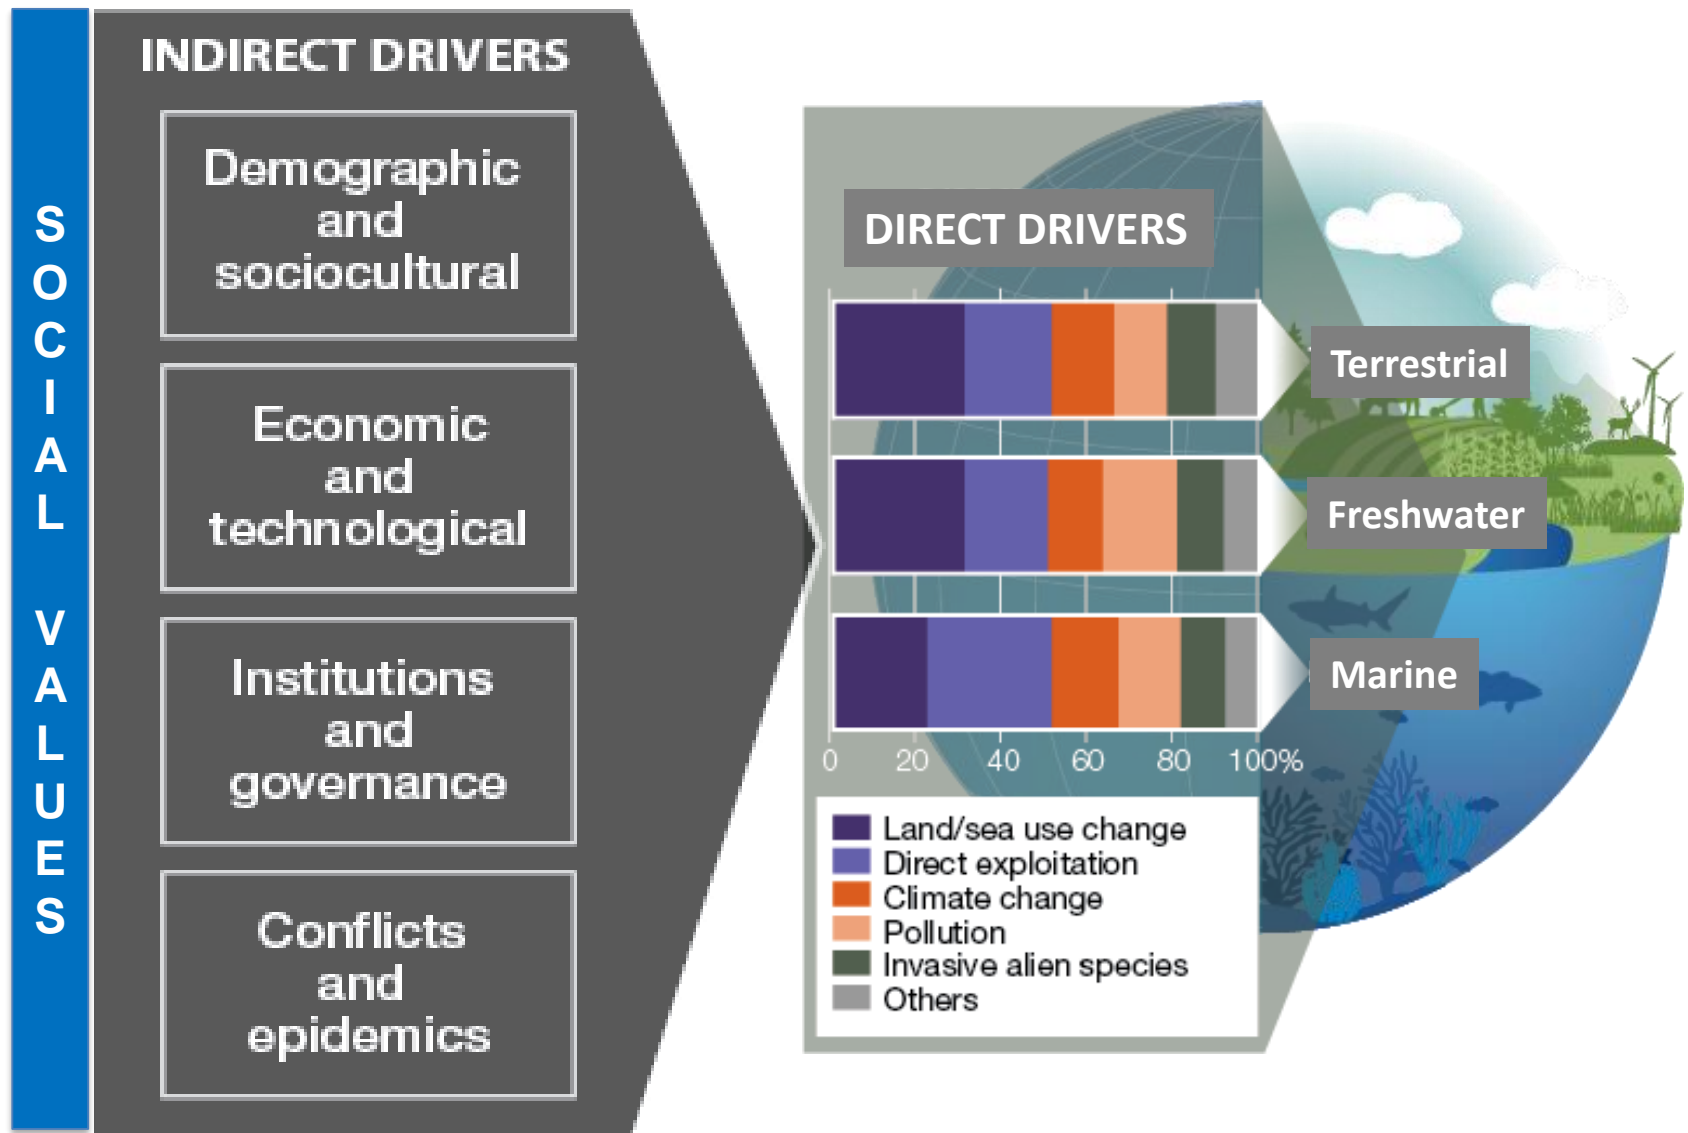 SOCIAL VALUES
INDIRECT DRIVERS
Demographic
and
sociocultural
Economic
and
technological
Institutions
and
governance
Conflicts
and
epidemics
DIRECT DRIVERS
Terrestrial
Freshwater
Marine
0 20 40 60 80 100%
Land/sea use change
Direct exploitation
Climate change
Pollution
Invasive alien species
Others